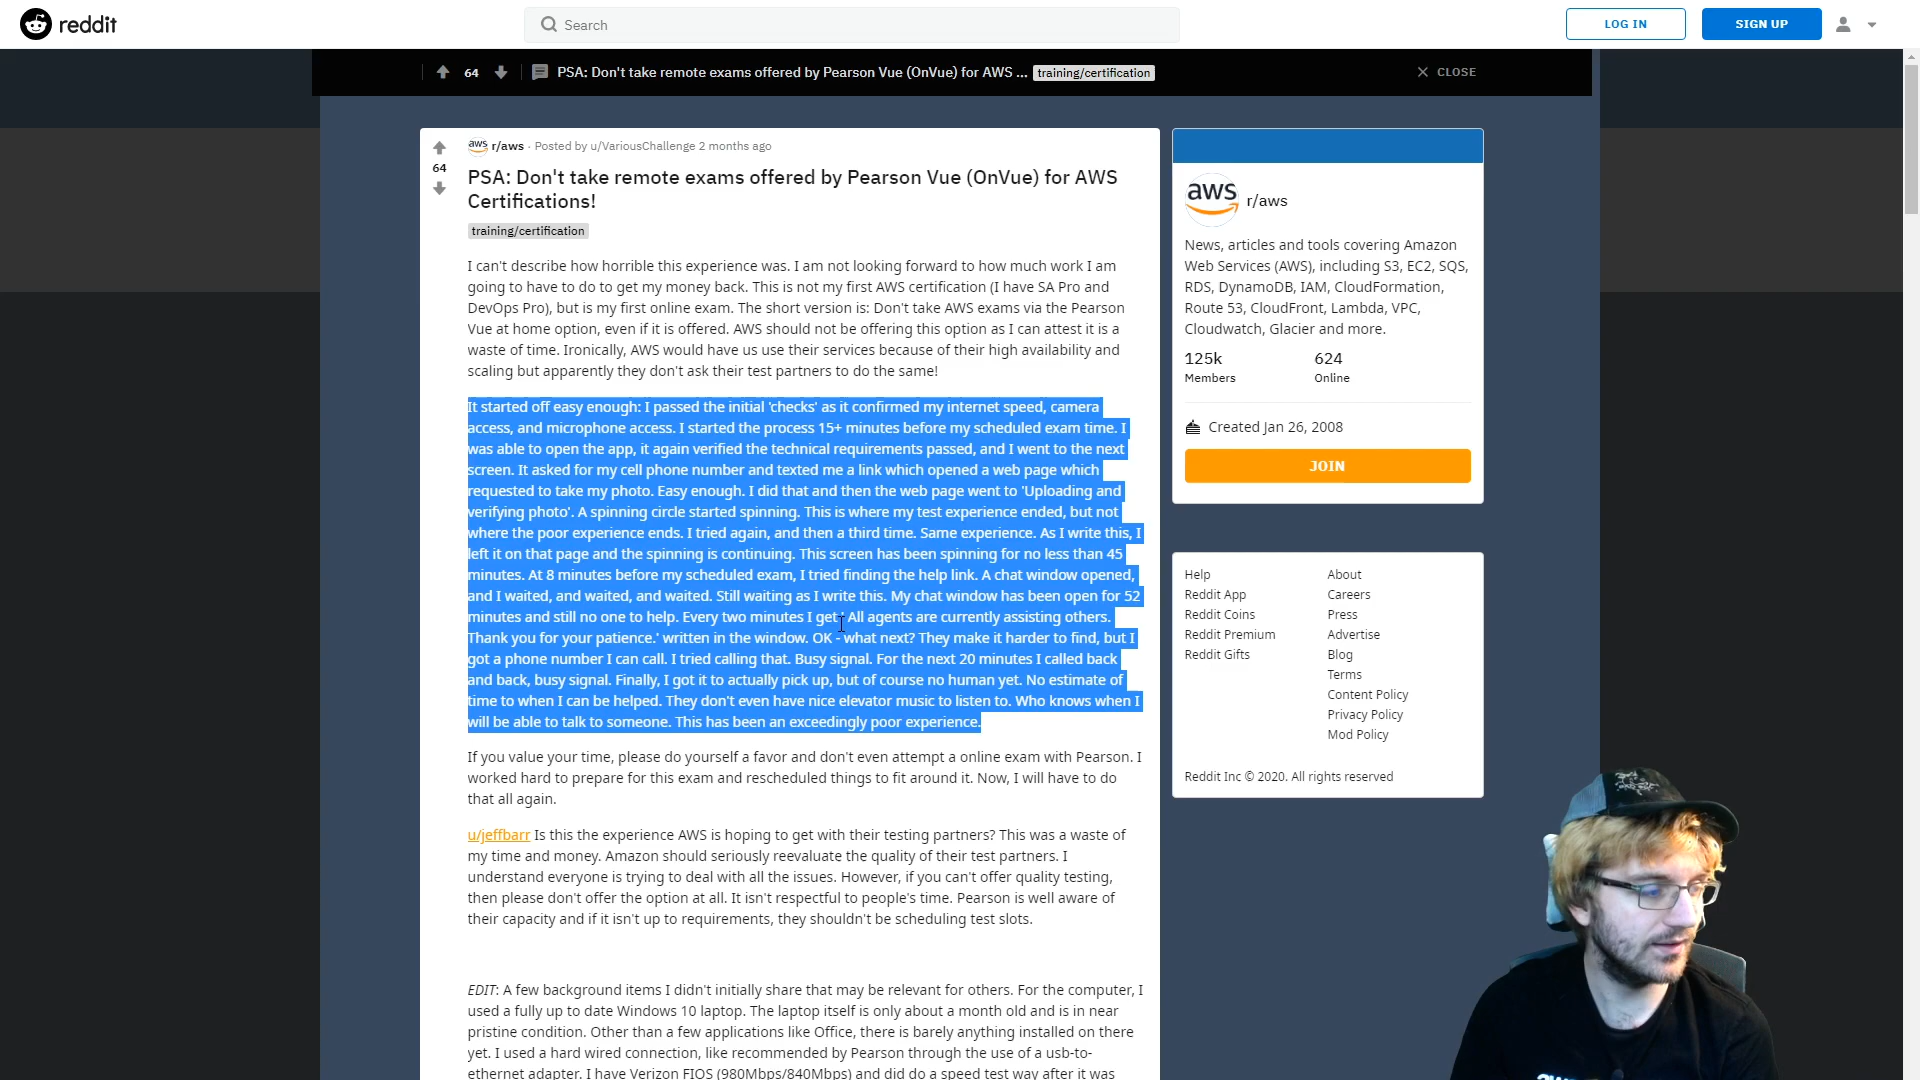 reddit
Search
LOG IN
SIGN UP
64
PSA: Don't take remote exams offered by Pearson Vue (OnVue) for AWS ...
training/certification
CLOSE
64
aws
r/aws · Posted by u/VariousChallenge 2 months ago
PSA: Don't take remote exams offered by Pearson Vue (OnVue) for AWS
Certifications!
training/certification
I can't describe how horrible this experience was. I am not looking forward to how much work I am
going to have to do to get my money back. This is not my first AWS certification (I have SA Pro and
DevOps Pro), but is my first online exam. The short version is: Don't take AWS exams via the Pearson
Vue at home option, even if it is offered. AWS should not be offering this option as I can attest it is a
waste of time. Ironically, AWS would have us use their services because of their high availability and
scaling but apparently they don't ask their test partners to do the same!
It started off easy enough: I passed the initial 'checks' as it confirmed my internet speed, camera
access, and microphone access. I started the process 15+ minutes before my scheduled exam time. I
was able to open the app, it again verified the technical requirements passed, and I went to the next
screen. It asked for my cell phone number and texted me a link which opened a web page which
requested to take my photo. Easy enough. I did that and then the web page went to 'Uploading and
verifying photo'. A spinning circle started spinning. This is where my test experience ended, but not
where the poor experience ends. I tried again, and then a third time. Same experience. As I write this, I
left it on that page and the spinning is continuing. This screen has been spinning for no less than 45
minutes. At 8 minutes before my scheduled exam, I tried finding the help link. A chat window opened,
and I waited, and waited, and waited. Still waiting as I write this. My chat window has been open for 52
minutes and still no one to help. Every two minutes I get 'All agents are currently assisting others.
Thank you for your patience.' written in the window. OK - what next? They make it harder to find, but I
got a phone number I can call. I tried calling that. Busy signal. For the next 20 minutes I called back
and back, busy signal. Finally, I got it to actually pick up, but of course no human yet. No estimate of
time to when I can be helped. They don't even have nice elevator music to listen to. Who knows when I
will be able to talk to someone. This has been an exceedingly poor experience.
If you value your time, please do yourself a favor and don't even attempt a online exam with Pearson. I
worked hard to prepare for this exam and rescheduled things to fit around it. Now, I will have to do
that all again.
u/jeffbarr Is this the experience AWS is hoping to get with their testing partners? This was a waste of
my time and money. Amazon should seriously reevaluate the quality of their test partners. I
understand everyone is trying to deal with all the issues. However, if you can't offer quality testing,
then please don't offer the option at all. It isn't respectful to people's time. Pearson is well aware of
their capacity and if it isn't up to requirements, they shouldn't be scheduling test slots.
EDIT: A few background items I didn't initially share that may be relevant for others. For the computer, I
used a fully up to date Windows 10 laptop. The laptop itself is only about a month old and is in near
pristine condition. Other than a few applications like Office, there is barely anything installed on there
yet. I used a hard wired connection, like recommended by Pearson through the use of a usb-to-
ethernet adapter. I have Verizon FIOS (980Mbps/840Mbps) and did do a speed test way after it was
aws
r/aws
News, articles and tools covering Amazon
Web Services (AWS), including S3, EC2, SQS,
RDS, DynamoDB, IAM, CloudFormation,
Route 53, CloudFront, Lambda, VPC,
Cloudwatch, Glacier and more.
125k
Members
624
Online
Created Jan 26, 2008
JOIN
Help
Reddit App
Reddit Coins
Reddit Premium
Reddit Gifts
About
Careers
Press
Advertise
Blog
Terms
Content Policy
Privacy Policy
Mod Policy
Reddit Inc © 2020. All rights reserved